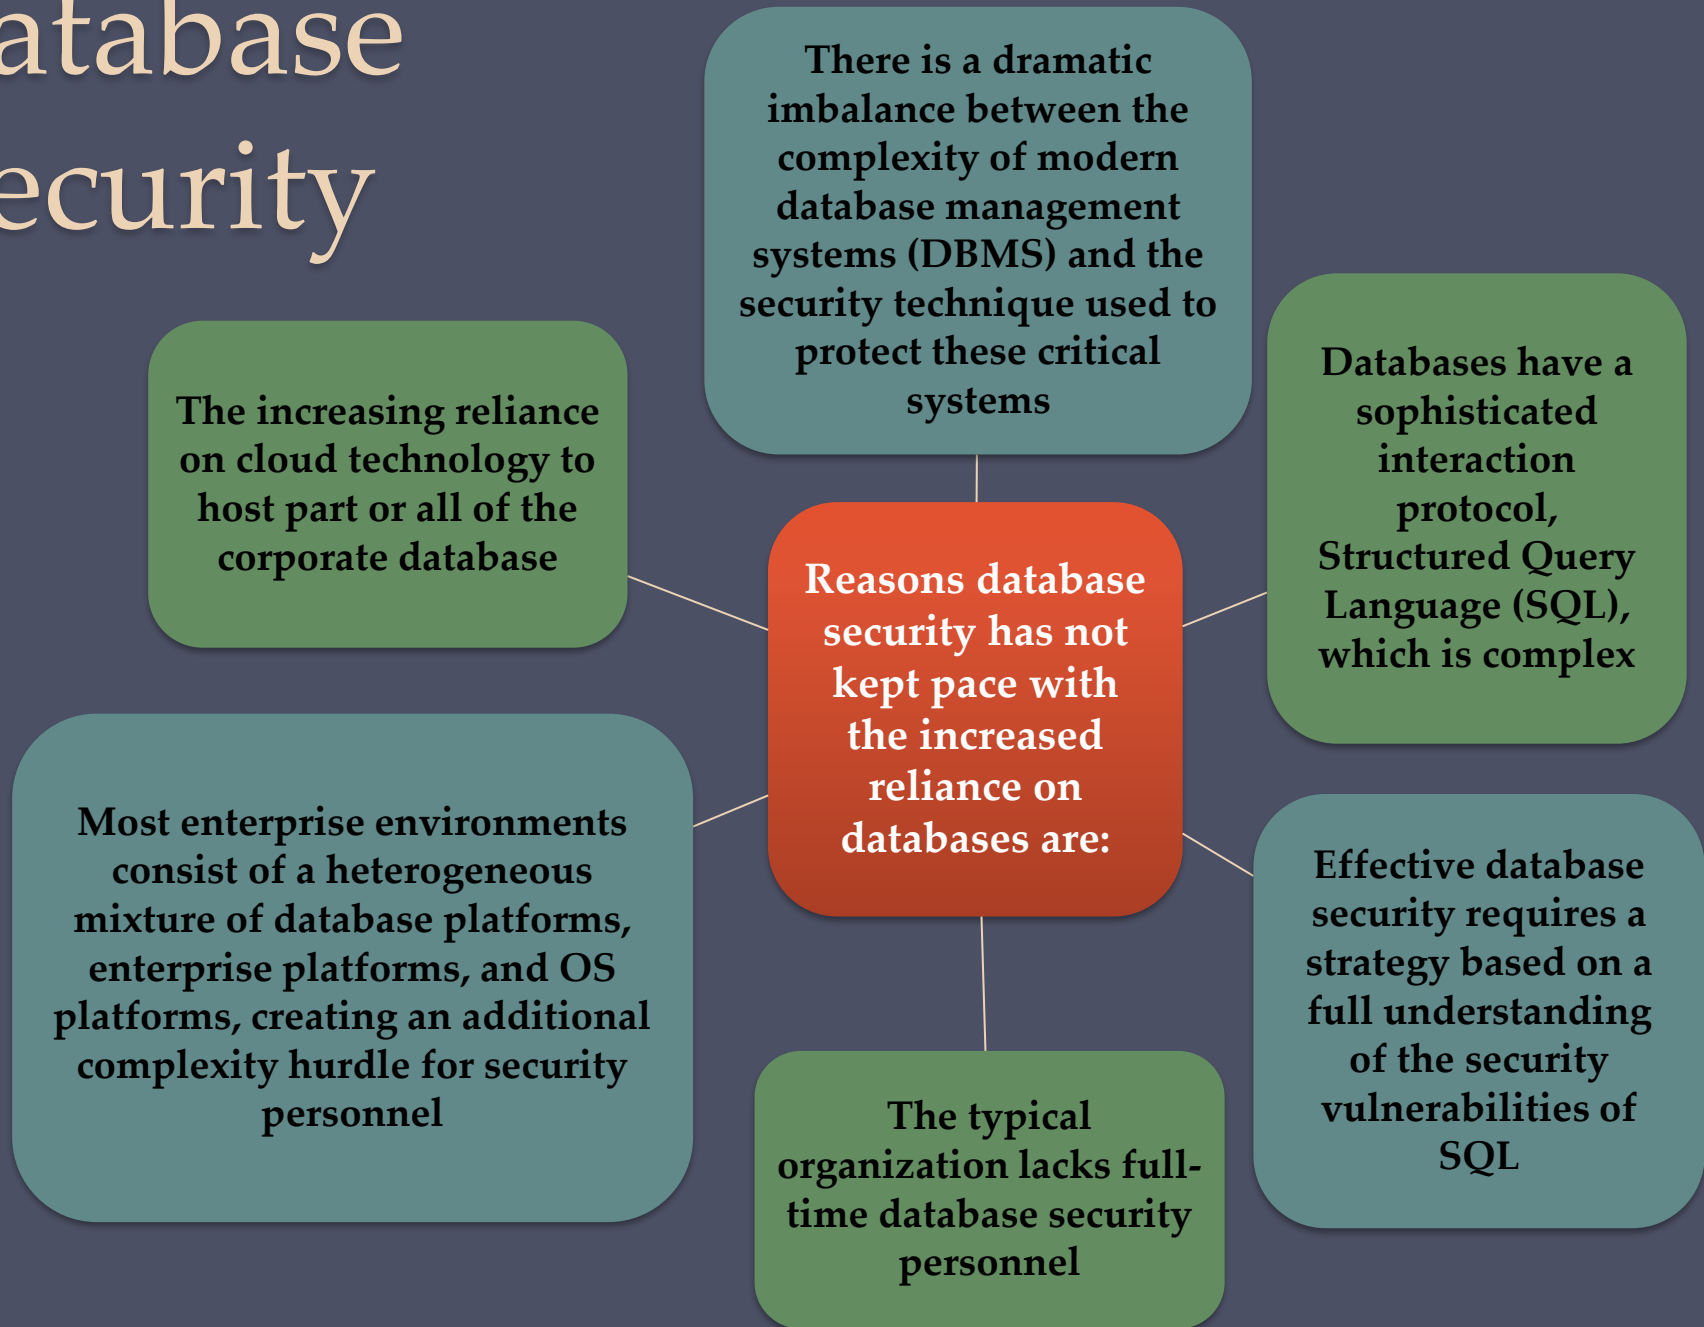 atabase
ecurity
There is a dramatic
imbalance between the
complexity of modern
database management
systems (DBMS) and the
security technique used to
protect these critical
systems
Databases have a
sophisticated
interaction
protocol,
Structured Query
Language (SQL),
which is complex
Effective database
security requires a
strategy based on a
full understanding
of the security
vulnerabilities of
SQL
The typical
organization lacks full-
time database security
personnel
Most enterprise environments
consist of a heterogeneous
mixture of database platforms,
enterprise platforms, and OS
platforms, creating an additional
complexity hurdle for security
personnel
The increasing reliance
on cloud technology to
host part or all of the
corporate database
Reasons database
security has not
kept pace with
the increased
reliance on
databases are: